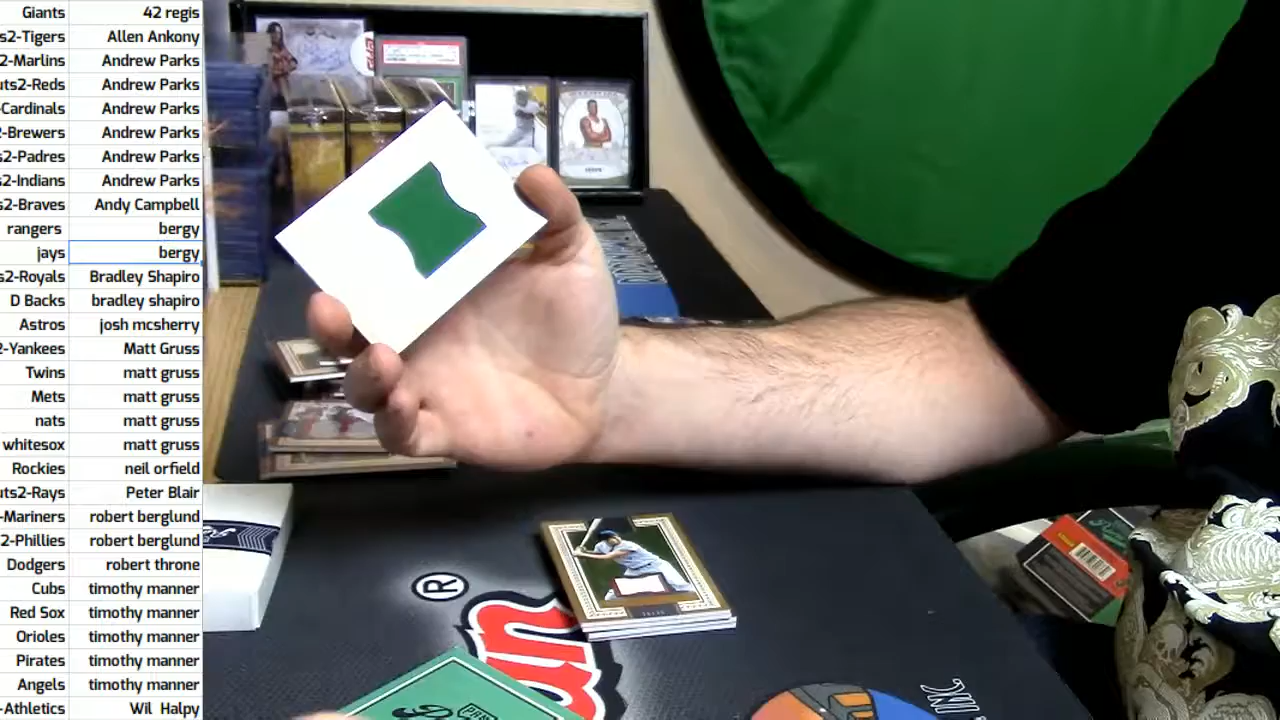 Giants 42 regis
s2-Tigers Allen Ankony
2-Marlins Andrew Parks
uts2-Reds Andrew Parks
-Cardinals Andrew Parks
2-Brewers Andrew Parks
s2-Padres Andrew Parks
s2-Indians Andrew Parks
s2-Braves Andy Campbell
rangers bergy
jays bergy
s2-Royals Bradley Shapiro
D Backs bradley shapiro
Astros josh mcsherry
2-Yankees Matt Gruss
Twins matt gruss
Mets matt gruss
nats matt gruss
whitesox matt gruss
Rockies neil orfield
uts2-Rays Peter Blair
-Mariners robert berglund
2-Phillies robert berglund
Dodgers robert throne
Cubs timothy manner
Red Sox timothy manner
Orioles timothy manner
Pirates timothy manner
Angels timothy manner
-Athletics Wil Halpy
®
an
INC